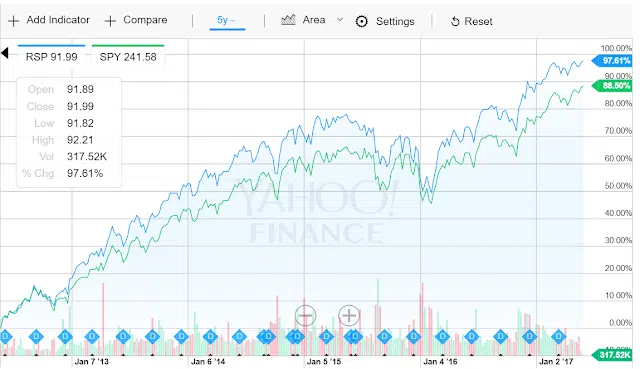 + Add Indicator + Compare 5y Area Settings Reset
RSP 91.99 SPY 241.58
Open 91.89
Close 91.99
Low 91.82
High 92.21
Vol 317.52K
% Chg 97.61%
100.00%
97.61%
90.00%
88.50%
80.00%
70.00%
60.00%
50.00%
40.00%
30.00%
20.00%
10.00%
0.00%
317.52K
YAHOO!
FINANCE
D D D D D D D D D D D D D D D D D D D D D D
Jan 7 '13 Jan 6 '14 Jan 5 '15 Jan 4 '16 Jan 2 '17